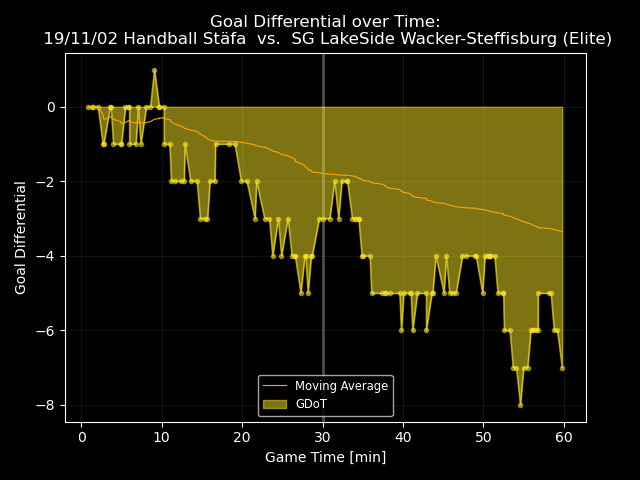 Goal Differential over Time:
19/11/02 Handball Stäfa  vs.  SG LakeSide Wacker-Steffisburg (Elite)
Goal Differential
0
−2
−4
−6
−8
Moving Average
GDoT
0 10 20 30 40 50 60
Game Time [min]